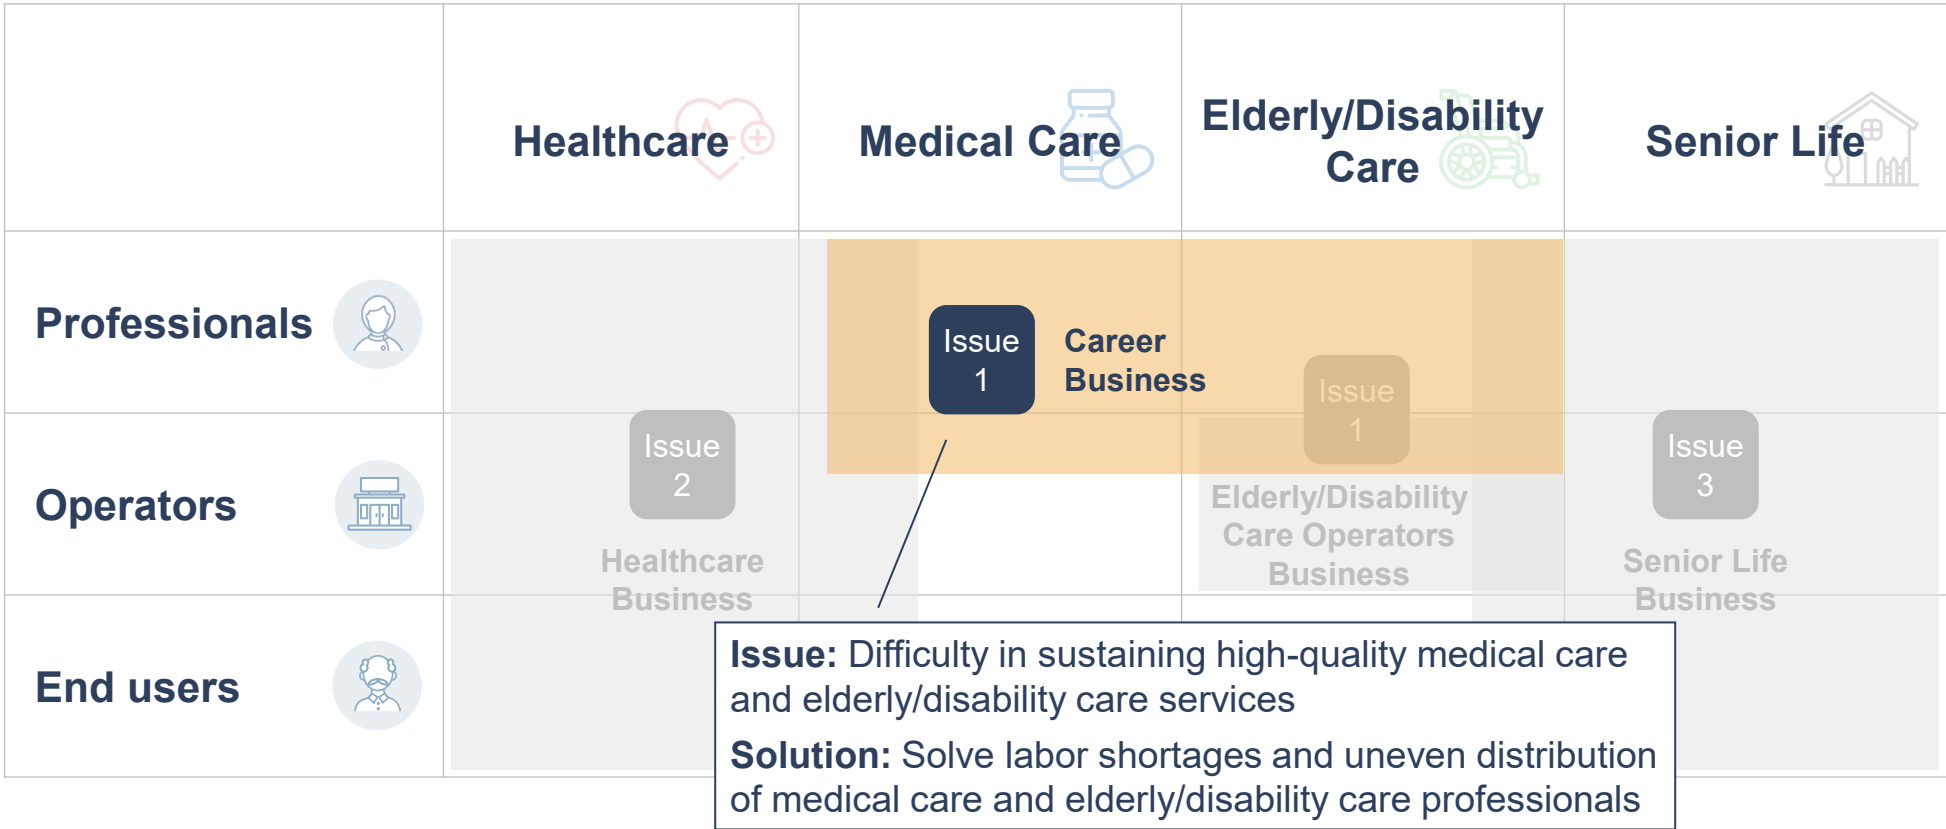 Healthcare
Medical Care
Elderly/Disability
Care
Senior Life
Professionals
Issue
1
Career
Business
Issue
1
Operators
Issue
2
Healthcare
Business
Elderly/Disability
Care Operators
Business
Issue
3
Senior Life
Business
End users
Issue: Difficulty in sustaining high-quality medical care
and elderly/disability care services
Solution: Solve labor shortages and uneven distribution
of medical care and elderly/disability care professionals